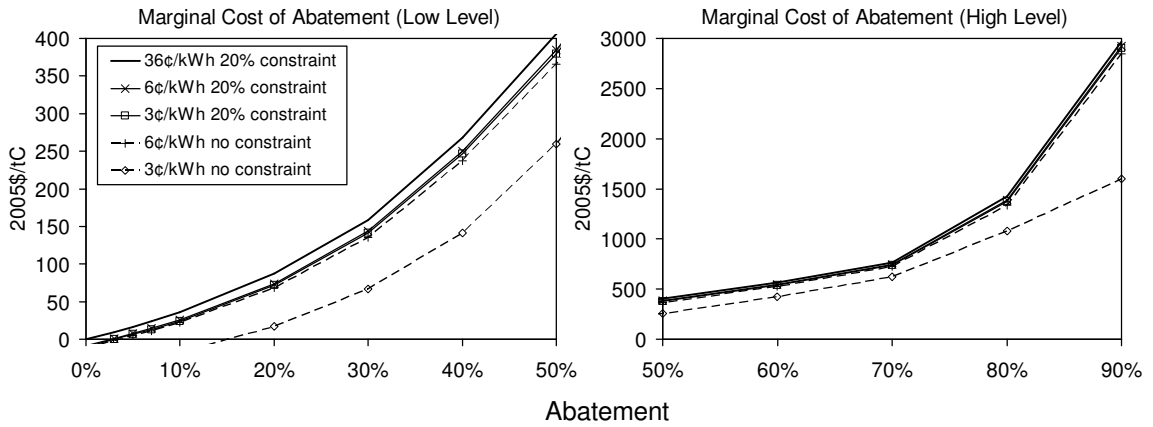 Marginal Cost of Abatement (Low Level)
400
350
300
250
200
150
100
50
0
2005$/tC
36¢/kWh 20% constraint
6¢/kWh 20% constraint
3¢/kWh 20% constraint
6¢/kWh no constraint
3¢/kWh no constraint
0% 10% 20% 30% 40% 50%
Marginal Cost of Abatement (High Level)
3000
2500
2000
1500
1000
500
0
2005$/tC
50% 60% 70% 80% 90%
Abatement